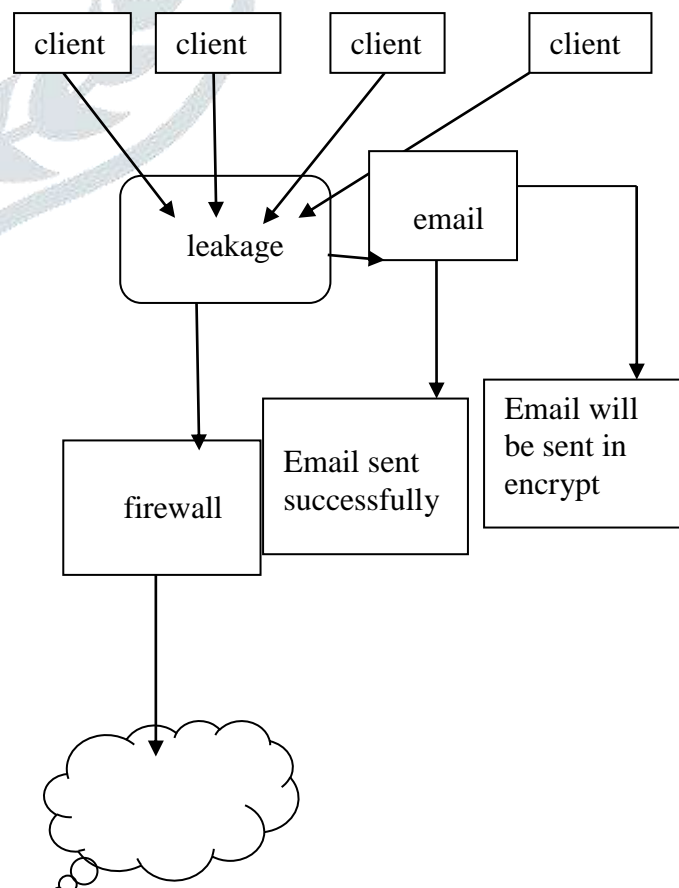 client
client
client
client
email
leakage
Email will
be sent in
encrypt
Email sent
successfully
firewall